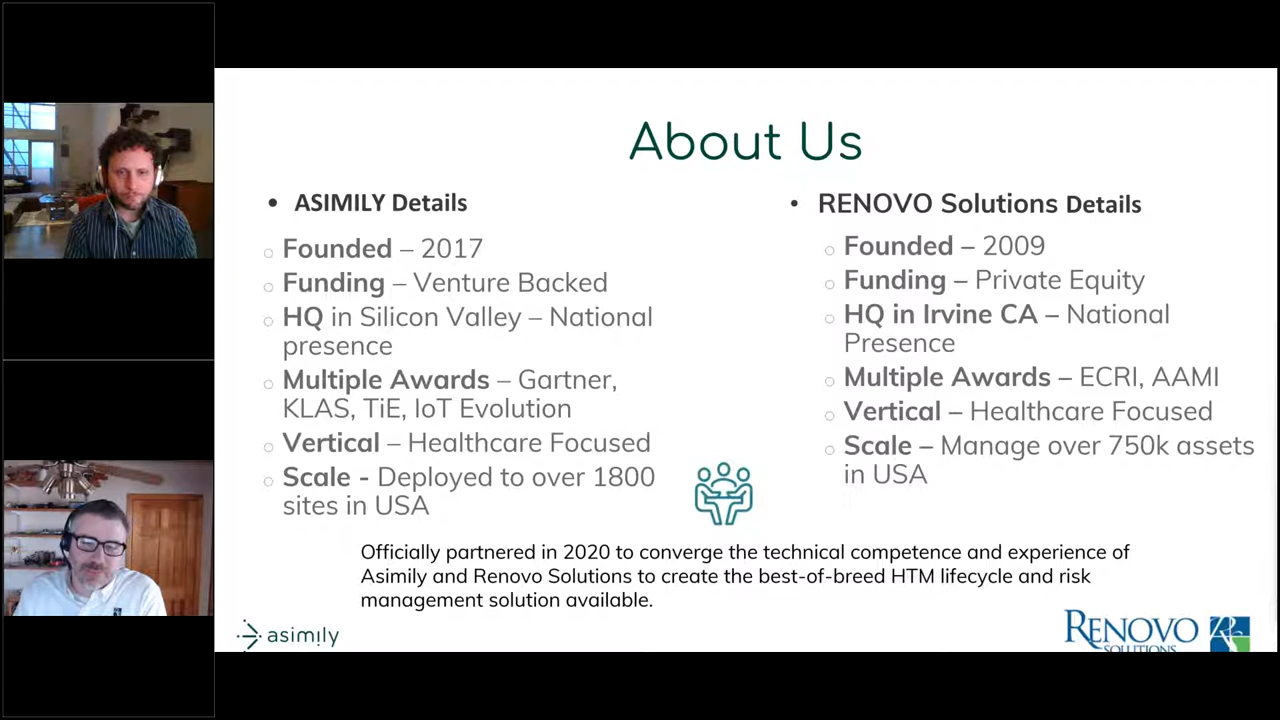 About Us
• ASIMILY Details
○ Founded – 2017
○ Funding – Venture Backed
○ HQ in Silicon Valley – National
presence
○ Multiple Awards – Gartner,
KLAS, TiE, IoT Evolution
○ Vertical – Healthcare Focused
○ Scale - Deployed to over 1800
sites in USA
• RENOVO Solutions Details
○ Founded – 2009
○ Funding – Private Equity
○ HQ in Irvine CA – National
Presence
○ Multiple Awards – ECRI, AAMI
○ Vertical – Healthcare Focused
○ Scale – Manage over 750k assets
in USA
Officially partnered in 2020 to converge the technical competence and experience of
Asimily and Renovo Solutions to create the best-of-breed HTM lifecycle and risk
management solution available.
asimily
RENOVO
SOLUTIONS